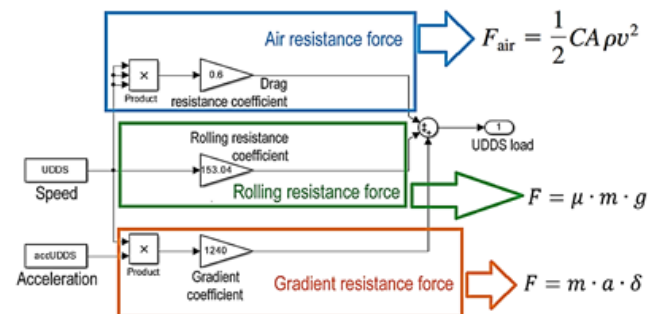 Air resistance force
F_air = 1/2 CAρv²
×
Product
0.6
Drag
resistance coefficient
Rolling resistance
coefficient
153.04
Rolling resistance force
F = μ · m · g
UDDS
Speed
1
UDDS load
accUDDS
Acceleration
×
Product
1240
Gradient
coefficient
Gradient resistance force
F = m · a · δ